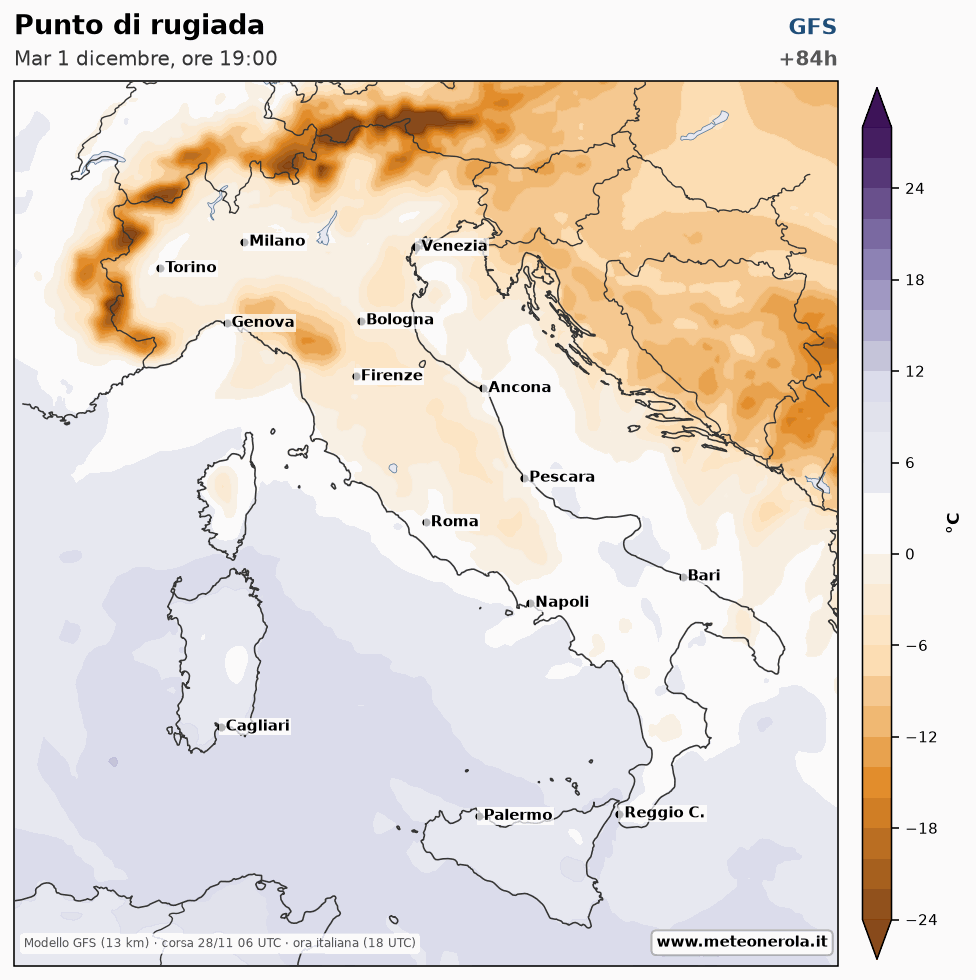 Punto di rugiada
GFS
Mar 1 dicembre, ore 19:00
+84h
Milano
Venezia
Torino
Genova
Bologna
Firenze
Ancona
Pescara
Roma
Bari
Napoli
Cagliari
Palermo
Reggio C.
24
18
12
6
0
−6
−12
−18
−24
°C
Modello GFS (13 km) · corsa 28/11 06 UTC · ora italiana (18 UTC)
www.meteonerola.it